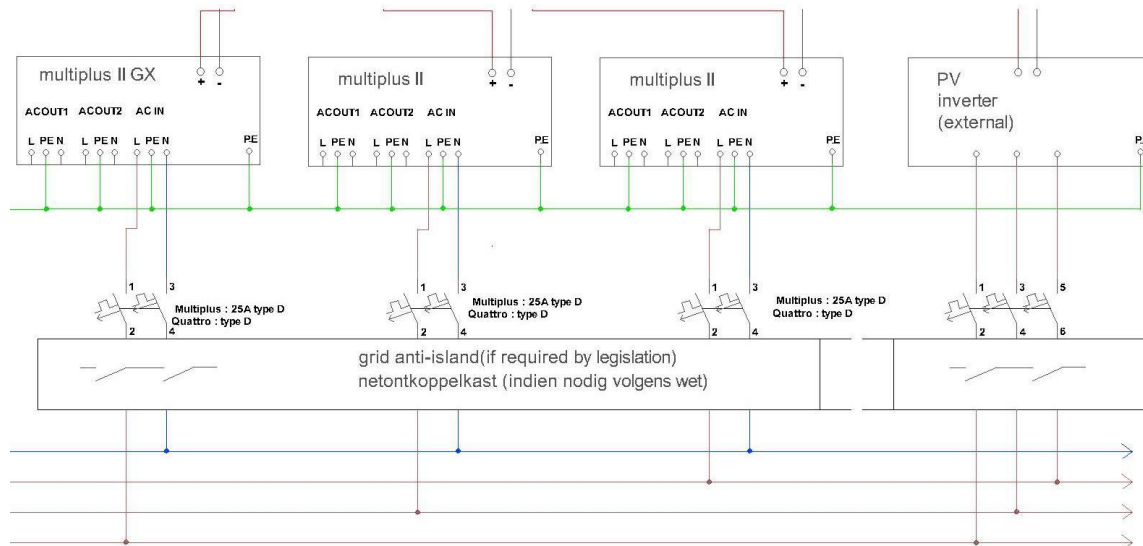 multiplus II GX
+ -
ACOUT1 ACOUT2 AC IN
L PE N L PE N L PE N PE
multiplus II
+ -
ACOUT1 ACOUT2 AC IN
L PE N L PE N L PE N PE
multiplus II
+ -
ACOUT1 ACOUT2 AC IN
L PE N L PE N L PE N PE
PV
inverter
(external)
P.
1 3
Multiplus : 25A type D
Quattro : type D
2 4
1 3
Multiplus : 25A type D
Quattro : type D
2 4
1 3
Multiplus : 25A type D
Quattro : type D
2 4
1 3 5
2 4 6
grid anti-island(if required by legislation)
netontkoppelkast (indien nodig volgens wet)